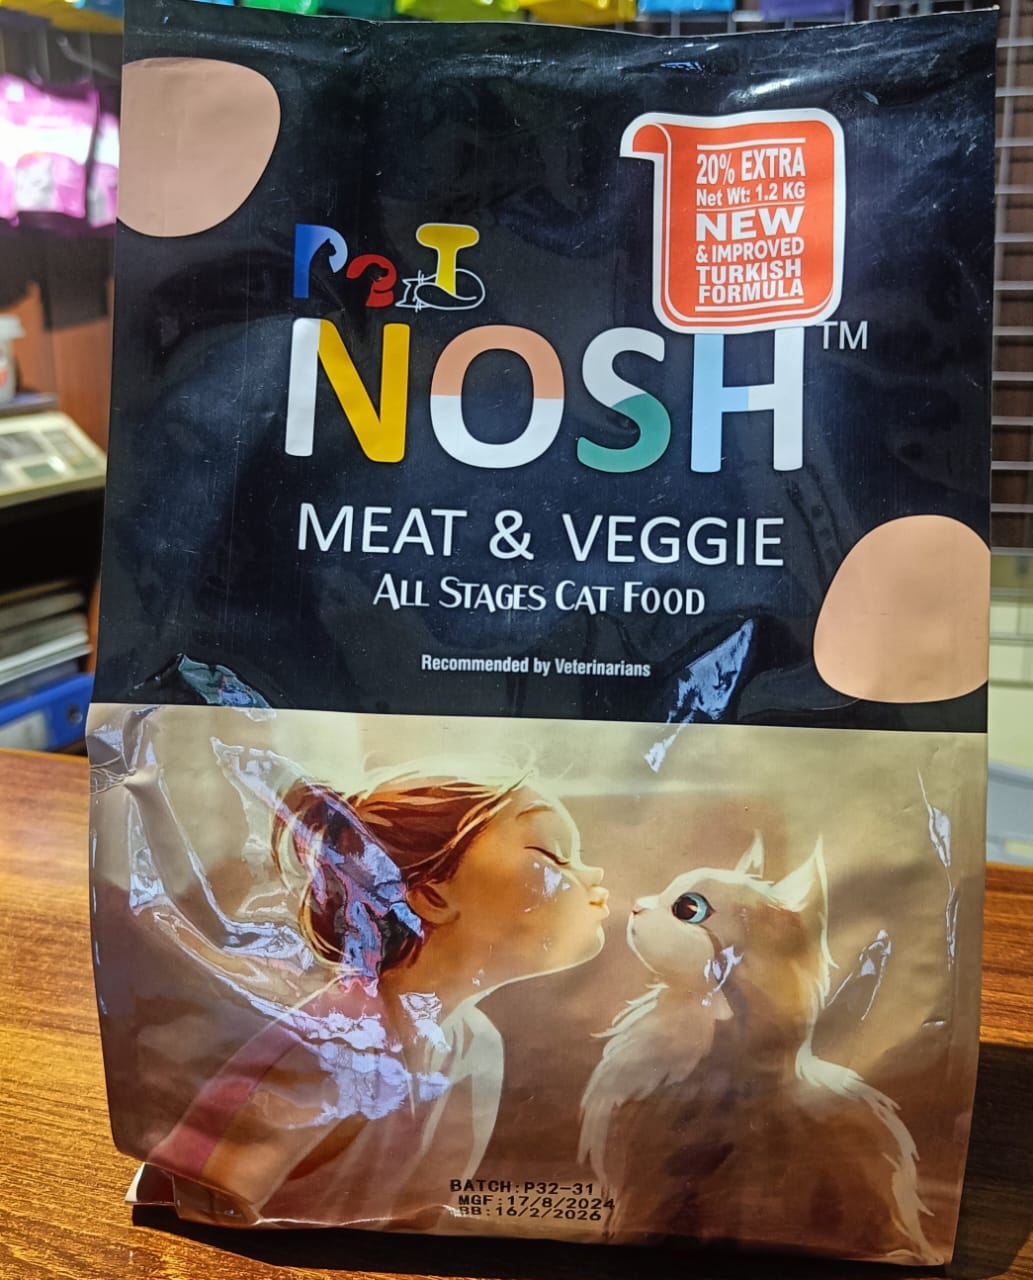 20% EXTRA
Net Wt: 1.2 KG
NEW
& IMPROVED
TURKISH
FORMULA
PeT
NOSH™
MEAT & VEGGIE
ALL STAGES CAT FOOD
Recommended by Veterinarians
BATCH:P32-31
MGF:17/8/2024
BB:16/2/2026